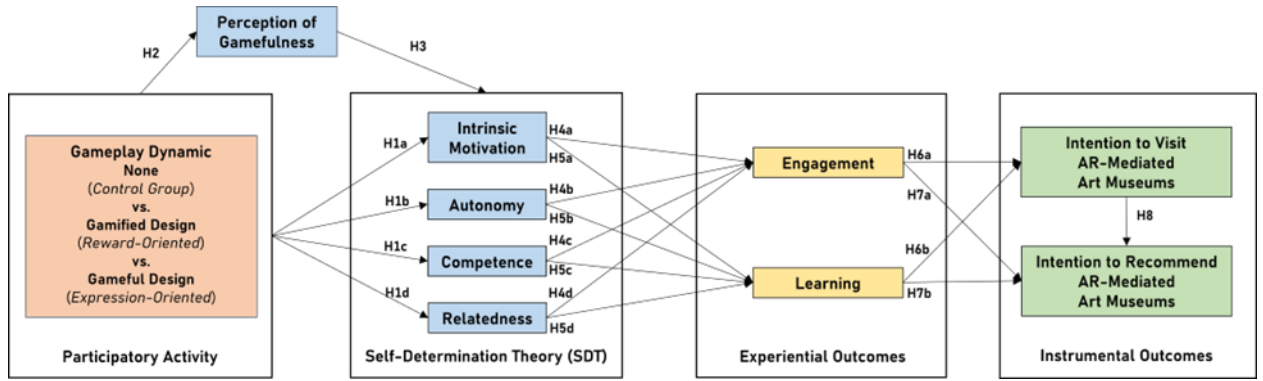 Perception of
Gamefulness
H2
H3
Gameplay Dynamic
None
(Control Group)
vs.
Gamified Design
(Reward-Oriented)
vs.
Gameful Design
(Expression-Oriented)
Participatory Activity
H1a
H1b
H1c
H1d
Intrinsic
Motivation
Autonomy
Competence
Relatedness
Self-Determination Theory (SDT)
H4a
H5a
H4b
H5b
H4c
H5c
H4d
H5d
Engagement
Learning
Experiential Outcomes
H6a
H7a
H6b
H7b
Intention to Visit
AR-Mediated
Art Museums
H8
Intention to Recommend
AR-Mediated
Art Museums
Instrumental Outcomes